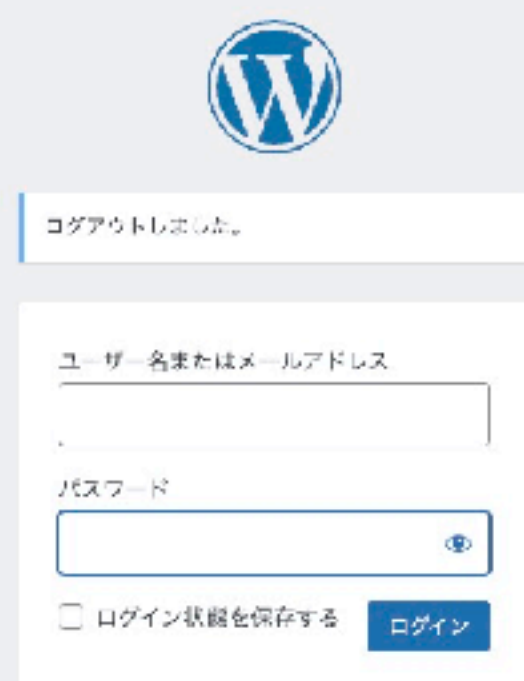 ログアウトしました。
ユーザー名またはメールアドレス
パスワード
ログイン状態を保存する
ログイン